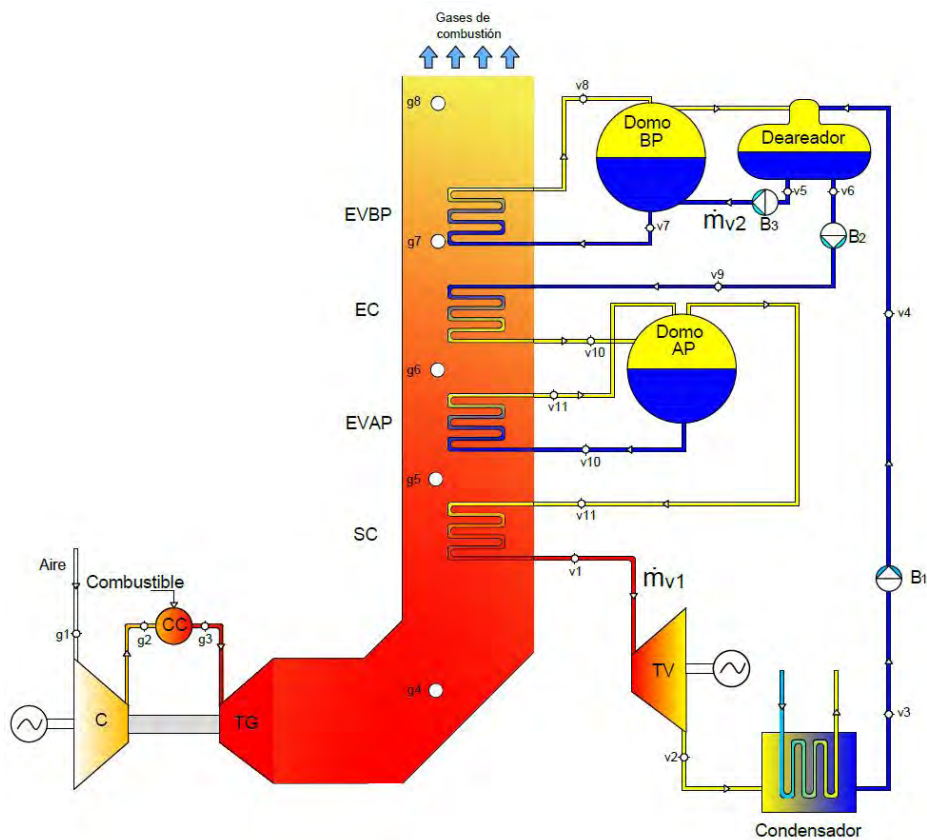 Gases de
combustión
g8
v8
Domo
BP
Deareador
EVBP
g7
v7
ṁv2
B3
v5
v6
B2
v9
EC
v10
Domo
AP
v4
g6
v11
EVAP
v10
g5
v11
SC
v1
ṁv1
B1
Aire
Combustible
g1
g2
CC
g3
TV
g4
C
TG
v2
v3
Condensador